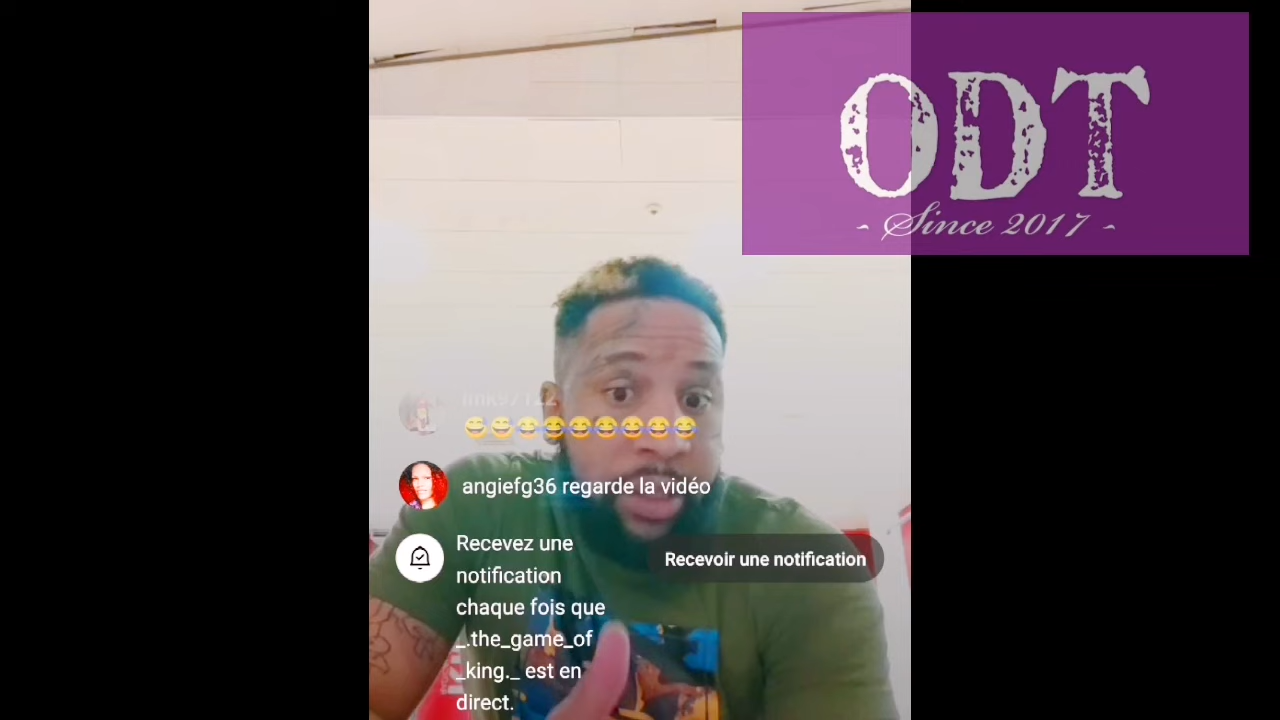 ODT
- Since 2017 -
link97122
😅😅😅😅😅😅😅😅😅
angiefg36 regarde la vidéo
Recevez une
notification
chaque fois que
_.the_game_of
_king._ est en
direct.
Recevoir une notification